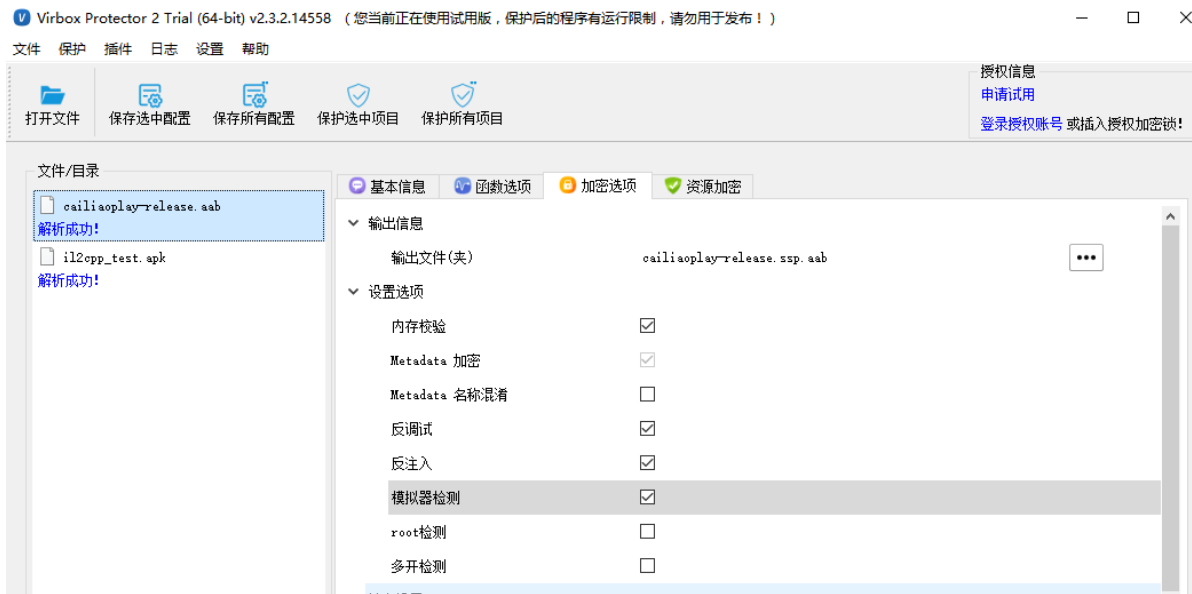 Virbox Protector 2 Trial (64-bit) v2.3.2.14558 （您当前正在使用试用版，保护后的程序有运行限制，请勿用于发布！）
文件 保护 插件 日志 设置 帮助
打开文件 保存选中配置 保存所有配置 保护选中项目 保护所有项目
授权信息
申请试用
登录授权账号 或插入授权加密锁!
文件/目录
cailiaoplay-release.aab
解析成功!
il2cpp_test.apk
解析成功!
基本信息 函数选项 加密选项 资源加密
输出信息
输出文件(夹) cailiaoplay-release.ssp.aab
设置选项
内存校验
Metadata 加密
Metadata 名称混淆
反调试
反注入
模拟器检测
root检测
多开检测